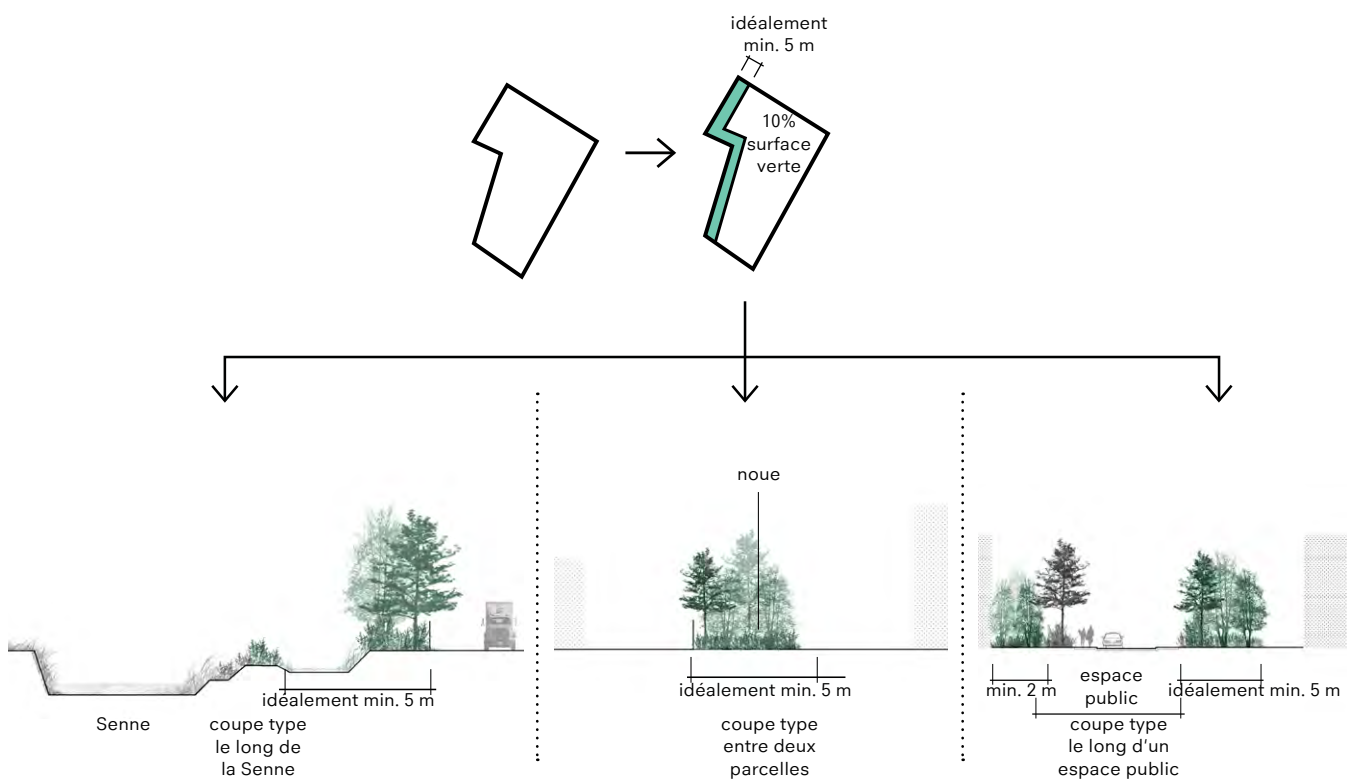 idéalement
min. 5 m
10%
surface
verte
noue
idéalement min. 5 m
Senne
coupe type
le long de
la Senne
idéalement min. 5 m
coupe type
entre deux
parcelles
min. 2 m
espace
public
idéalement min. 5 m
coupe type
le long d'un
espace public